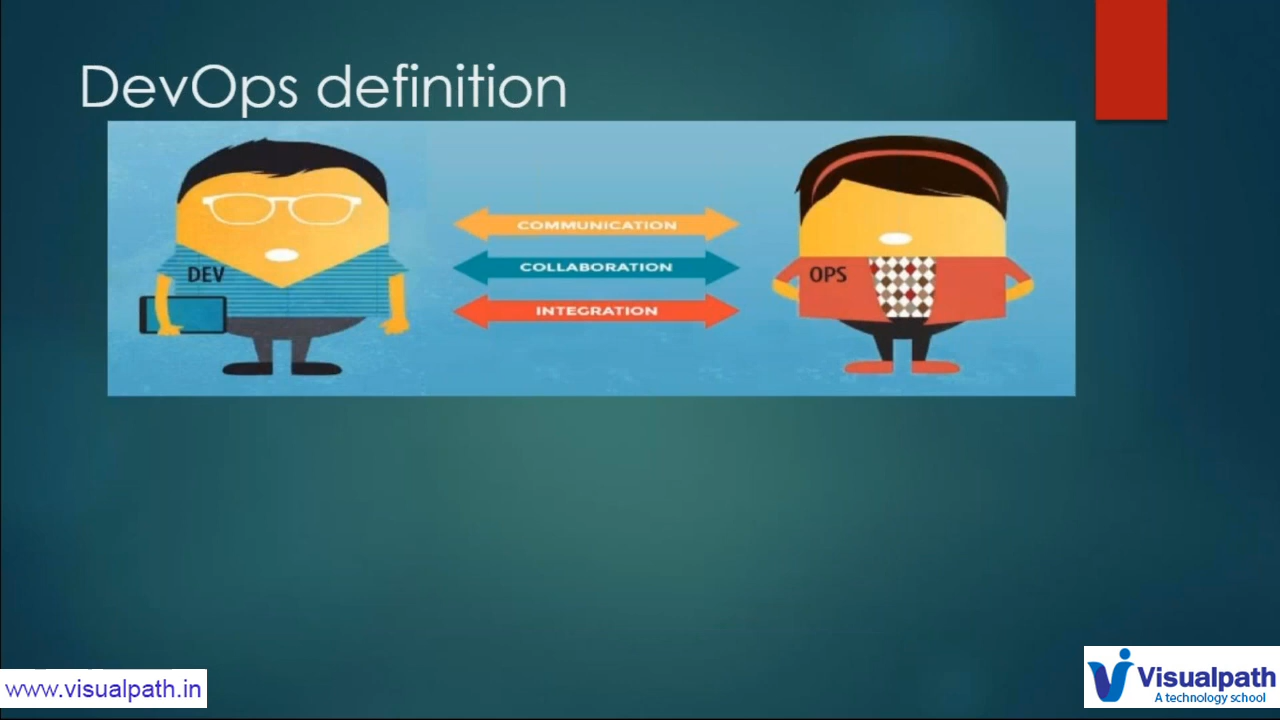 DevOps definition
COMMUNICATION
COLLABORATION
DEV
OPS
INTEGRATION
www.visualpath.in
Visualpath
A technology school